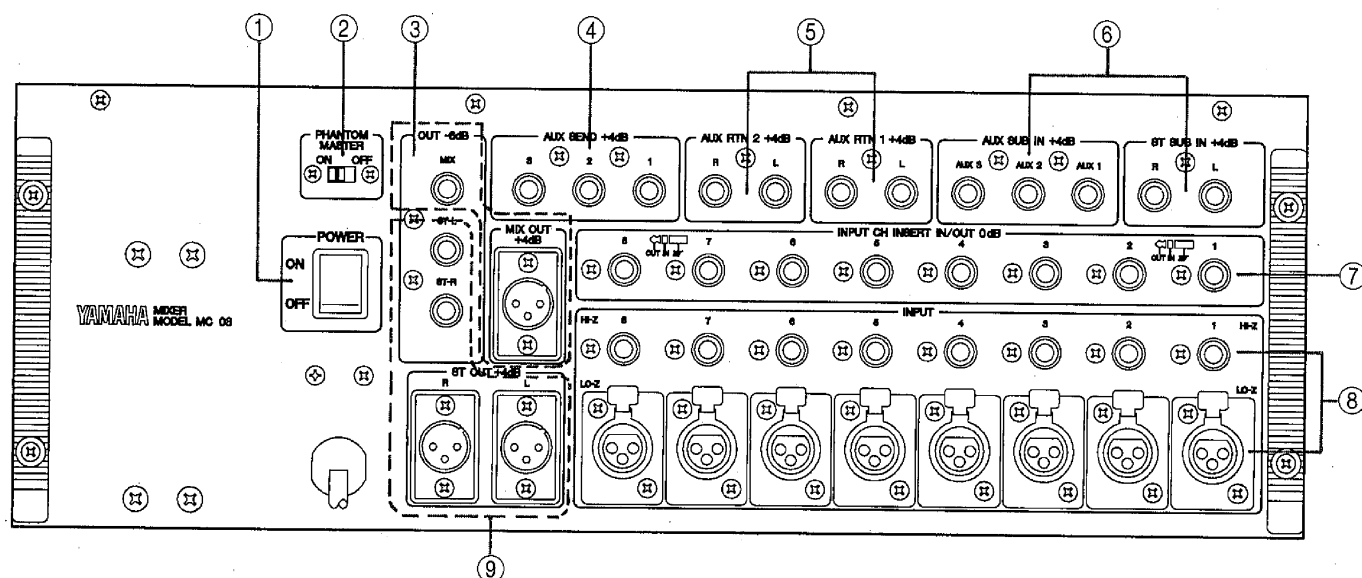 ① ② ③ ④ ⑤ ⑥
PHANTOM MASTER
ON OFF
OUT -6dB
MIX
ST-L
ST-R
AUX SEND +4dB
3 2 1
AUX RTN 2 +4dB
R L
AUX RTN 1 +4dB
R L
AUX SUB IN +4dB
AUX 3 AUX 2 AUX 1
ST SUB IN +4dB
R L
POWER
ON
OFF
YAMAHA MIXER
MODEL MC 08
MIX OUT
+4dB
INPUT CH INSERT IN/OUT 0dB
8 7 6 5 4 3 2 1
OUT IN
OUT IN
⑦
INPUT
HI-Z 8 7 6 5 4 3 2 1 HI-Z
LO-Z LO-Z
⑧
ST OUT +4dB
R L
⑨